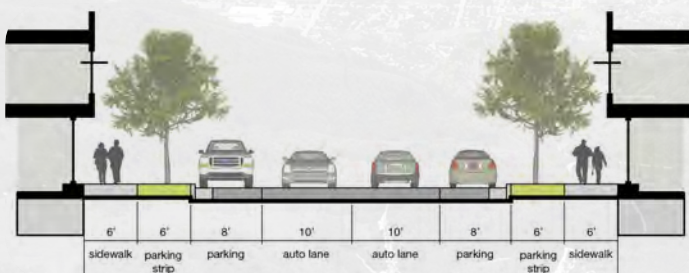 6' 6' 8' 10' 10' 8' 6' 6'
sidewalk parking strip parking auto lane auto lane parking parking strip sidewalk